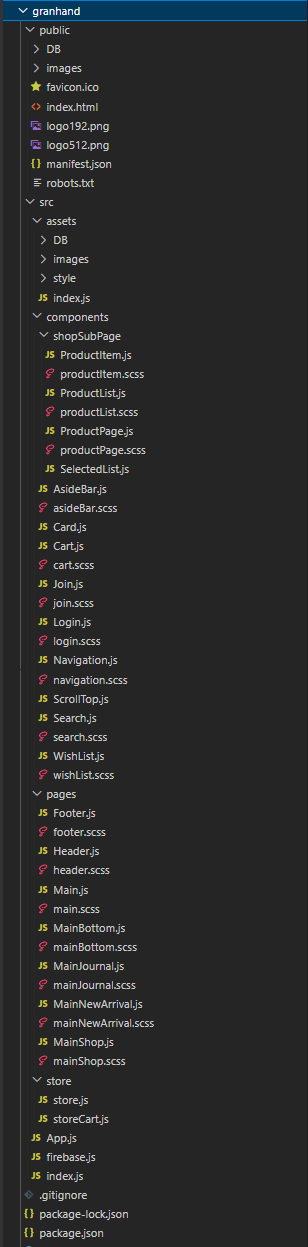 granhand
public
DB
images
favicon.ico
index.html
logo192.png
logo512.png
manifest.json
robots.txt
src
assets
DB
images
style
JS index.js
components
shopSubPage
JS ProductItem.js
productItem.scss
JS ProductList.js
productList.scss
JS ProductPage.js
productPage.scss
JS SelectedList.js
JS AsideBar.js
asideBar.scss
JS Card.js
JS Cart.js
cart.scss
JS Join.js
join.scss
JS Login.js
login.scss
JS Navigation.js
navigation.scss
JS ScrollTop.js
JS Search.js
search.scss
JS WishList.js
wishList.scss
pages
JS Footer.js
footer.scss
JS Header.js
header.scss
JS Main.js
main.scss
JS MainBottom.js
mainBottom.scss
JS MainJournal.js
mainJournal.scss
JS MainNewArrival.js
mainNewArrival.scss
JS MainShop.js
mainShop.scss
store
JS store.js
JS storeCart.js
JS App.js
JS firebase.js
JS index.js
.gitignore
{} package-lock.json
{} package.json